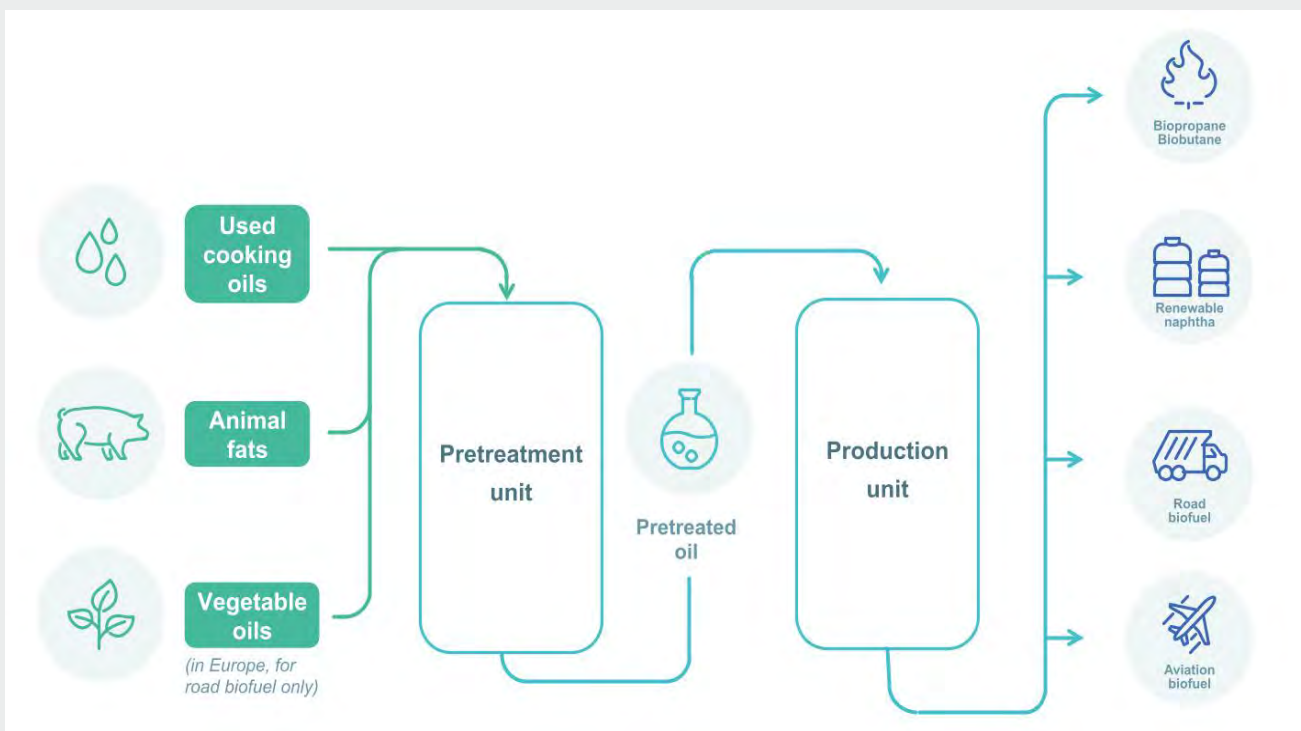 Used
cooking
oils
Animal
fats
Vegetable
oils
(in Europe, for
road biofuel only)
Pretreatment
unit
Pretreated
oil
Production
unit
Biopropane
Biobutane
Renewable
naphtha
Road
biofuel
Aviation
biofuel